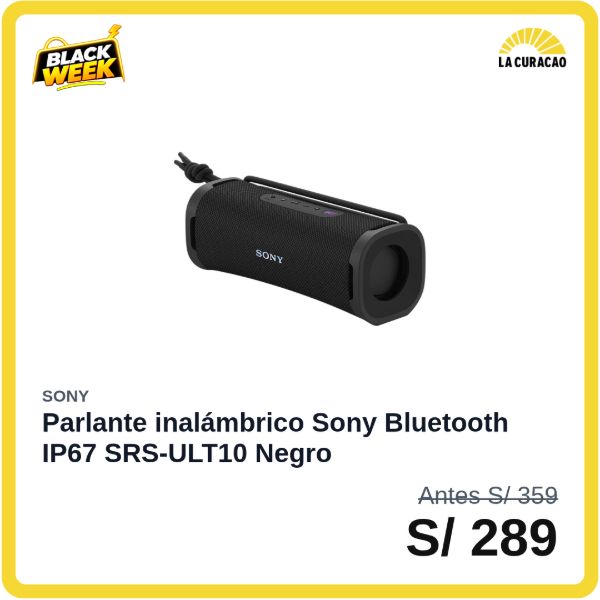 BLACK
WEEK
LA CURACAO
SONY
SONY
Parlante inalámbrico Sony Bluetooth
IP67 SRS-ULT10 Negro
Antes S/ 359
S/ 289